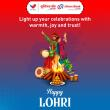 Light up your celebrations with
warmth, joy and trust!
Happy
LOHRI